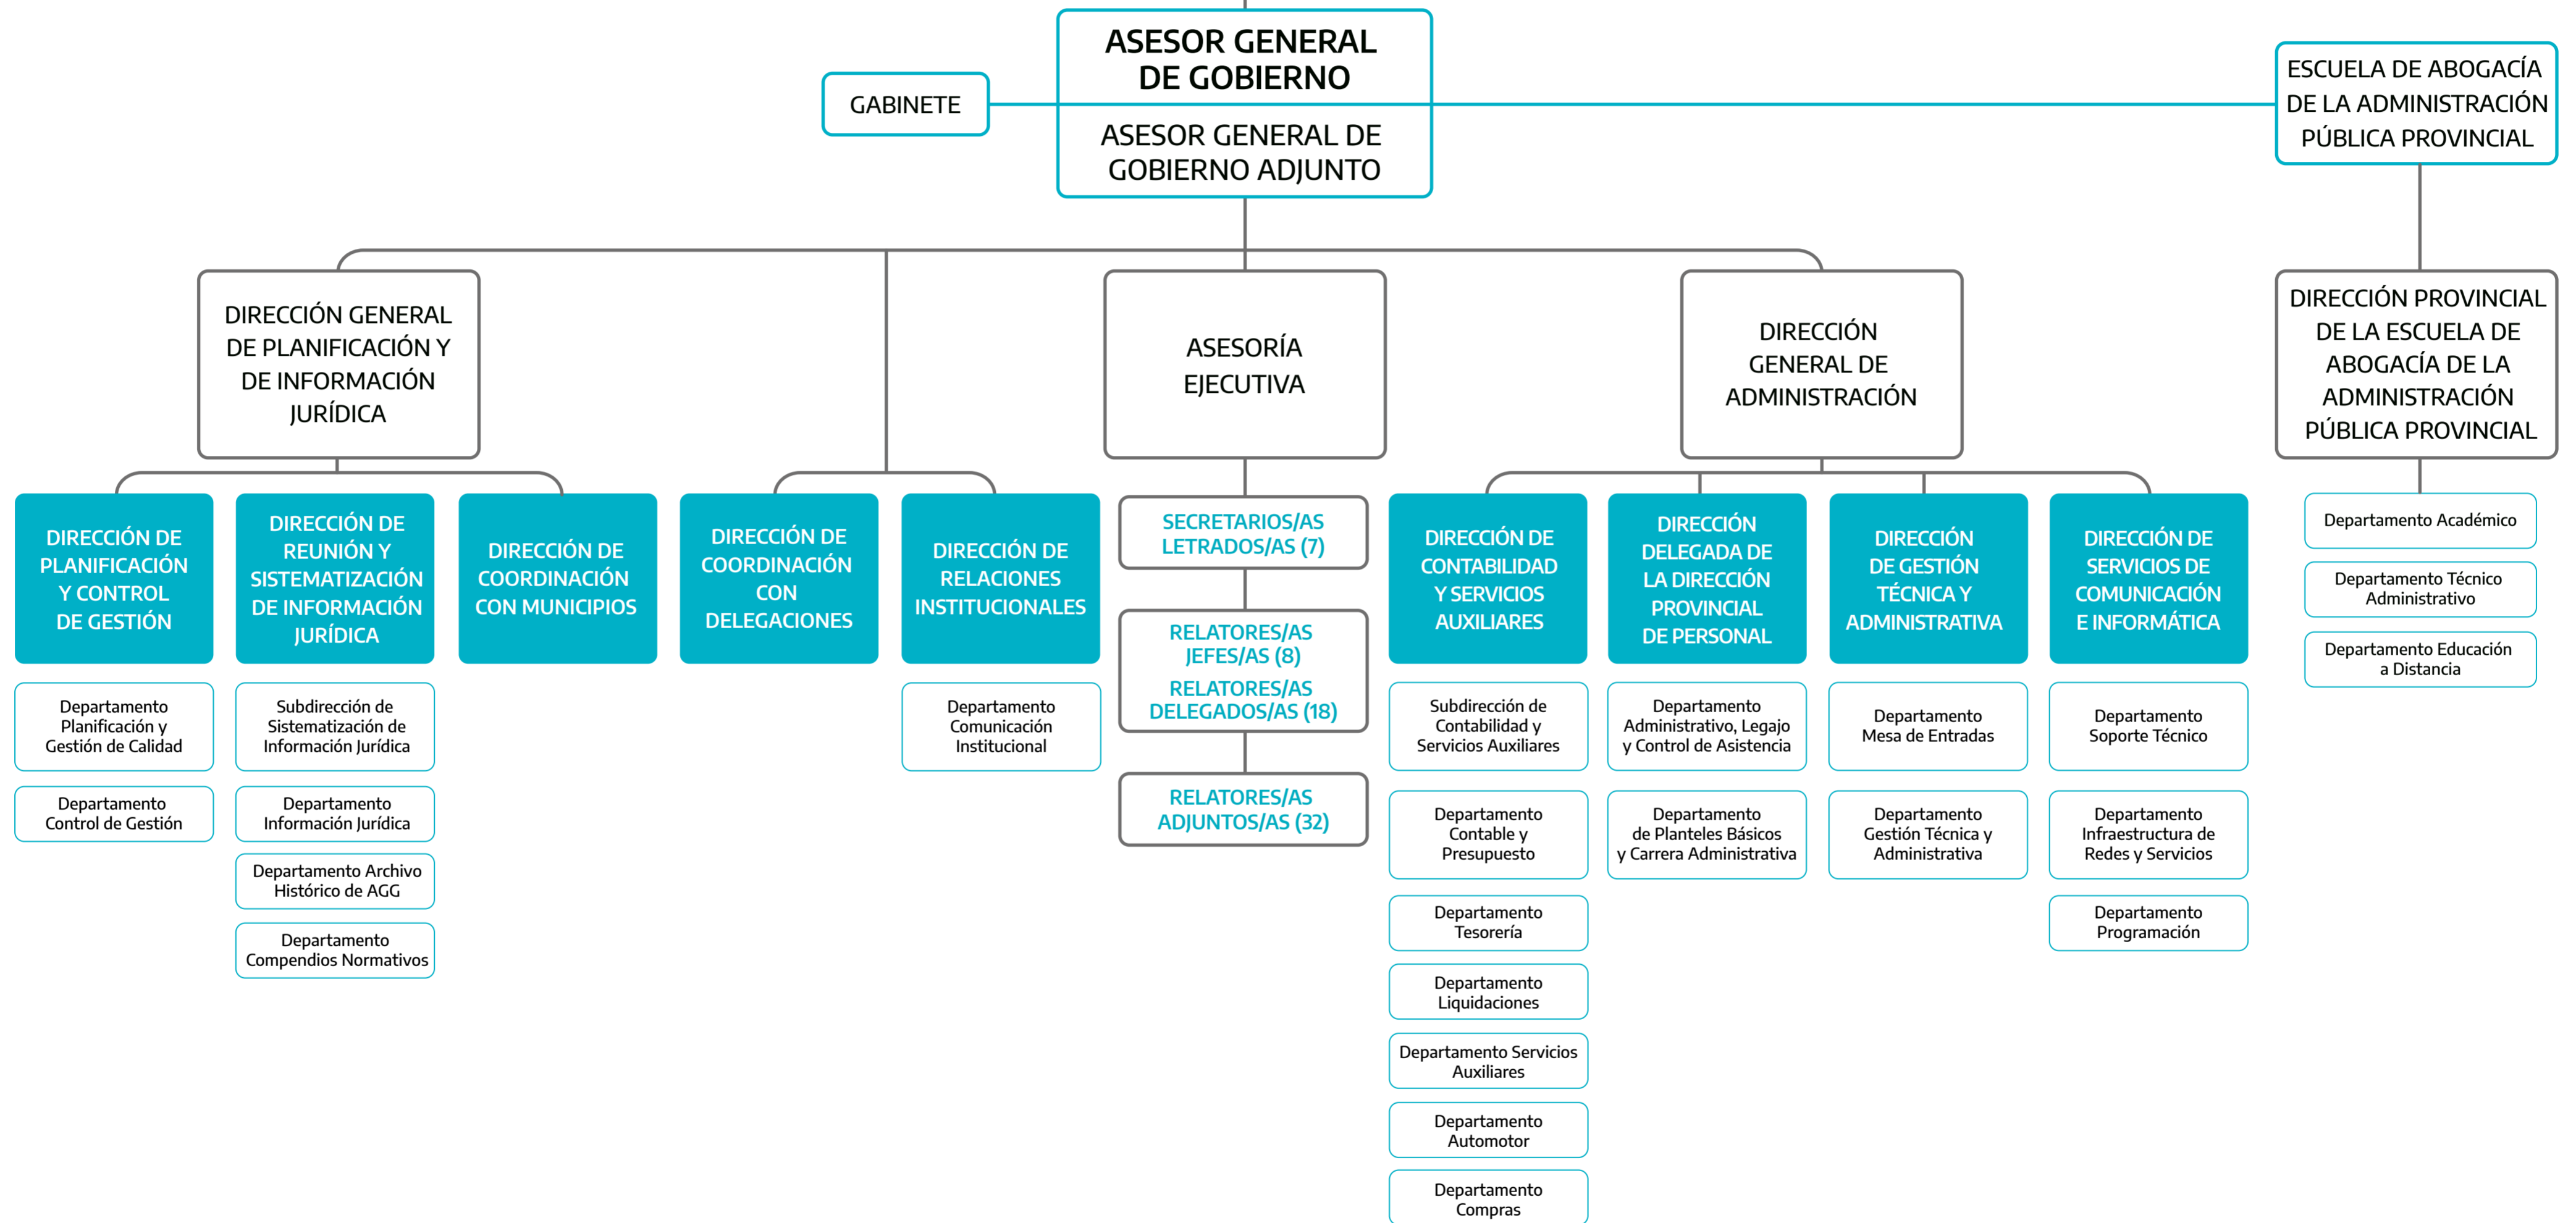 ASESOR GENERAL
DE GOBIERNO
ASESOR GENERAL DE
GOBIERNO ADJUNTO
GABINETE
ESCUELA DE ABOGACÍA
DE LA ADMINISTRACIÓN
PÚBLICA PROVINCIAL
DIRECCIÓN GENERAL
DE PLANIFICACIÓN Y
DE INFORMACIÓN
JURÍDICA
ASESORÍA
EJECUTIVA
DIRECCIÓN
GENERAL DE
ADMINISTRACIÓN
DIRECCIÓN PROVINCIAL
DE LA ESCUELA DE
ABOGACÍA DE LA
ADMINISTRACIÓN
PÚBLICA PROVINCIAL
DIRECCIÓN DE
PLANIFICACIÓN
Y CONTROL
DE GESTIÓN
Departamento
Planificación y
Gestión de Calidad
Departamento
Control de Gestión
DIRECCIÓN DE
REUNIÓN Y
SISTEMATIZACIÓN
DE INFORMACIÓN
JURÍDICA
Subdirección de
Sistematización de
Información Jurídica
Departamento
Información Jurídica
Departamento Archivo
Histórico de AGG
Departamento
Compendios Normativos
DIRECCIÓN DE
COORDINACIÓN
CON MUNICIPIOS
DIRECCIÓN DE
COORDINACIÓN
CON
DELEGACIONES
DIRECCIÓN DE
RELACIONES
INSTITUCIONALES
Departamento
Comunicación
Institucional
SECRETARIOS/AS
LETRADOS/AS (7)
RELATORES/AS
JEFES/AS (8)
RELATORES/AS
DELEGADOS/AS (18)
RELATORES/AS
ADJUNTOS/AS (32)
DIRECCIÓN DE
CONTABILIDAD
Y SERVICIOS
AUXILIARES
Subdirección de
Contabilidad y
Servicios Auxiliares
Departamento
Contable y
Presupuesto
Departamento
Tesorería
Departamento
Liquidaciones
Departamento Servicios
Auxiliares
Departamento
Automotor
Departamento
Compras
DIRECCIÓN
DELEGADA DE
LA DIRECCIÓN
PROVINCIAL
DE PERSONAL
Departamento
Administrativo, Legajo
y Control de Asistencia
Departamento
de Planteles Básicos
y Carrera Administrativa
DIRECCIÓN
DE GESTIÓN
TÉCNICA Y
ADMINISTRATIVA
Departamento
Mesa de Entradas
Departamento
Gestión Técnica y
Administrativa
DIRECCIÓN DE
SERVICIOS DE
COMUNICACIÓN
E INFORMÁTICA
Departamento
Soporte Técnico
Departamento
Infraestructura de
Redes y Servicios
Departamento
Programación
Departamento Académico
Departamento Técnico
Administrativo
Departamento Educación
a Distancia